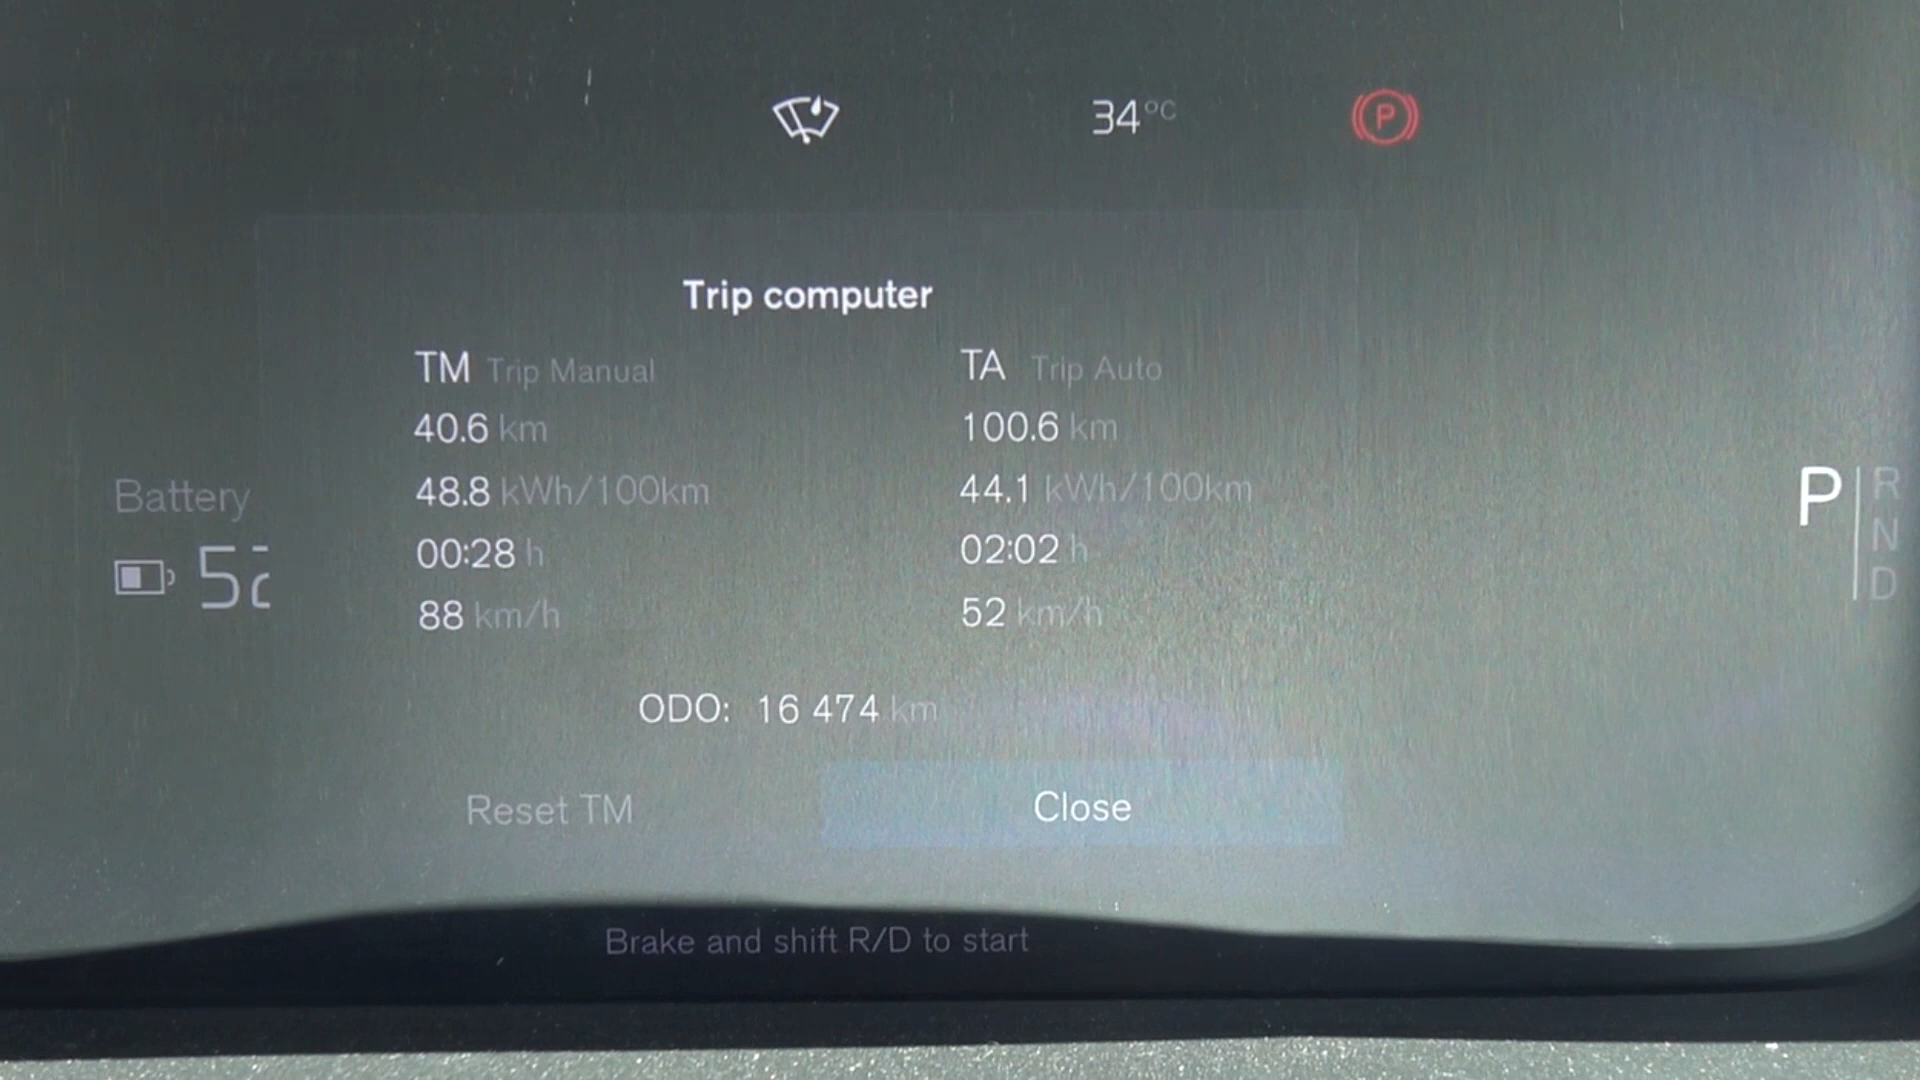 34°C
P
Trip computer
TM Trip Manual
TA Trip Auto
40.6 km
100.6 km
48.8 kWh/100km
44.1 kWh/100km
00:28 h
02:02 h
88 km/h
52 km/h
ODO: 16 474 km
Reset TM
Close
Battery
P
R
N
D
Brake and shift R/D to start